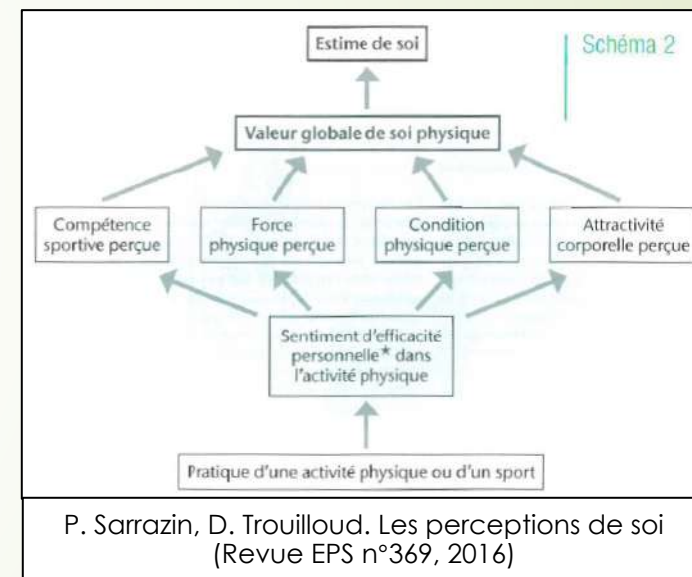 Schéma 2
Estime de soi
Valeur globale de soi physique
Compétence
sportive perçue
Force
physique perçue
Condition
physique perçue
Attractivité
corporelle perçue
Sentiment d'efficacité
personnelle* dans
l'activité physique
Pratique d'une activité physique ou d'un sport
P. Sarrazin, D. Trouilloud. Les perceptions de soi
(Revue EPS n°369, 2016)